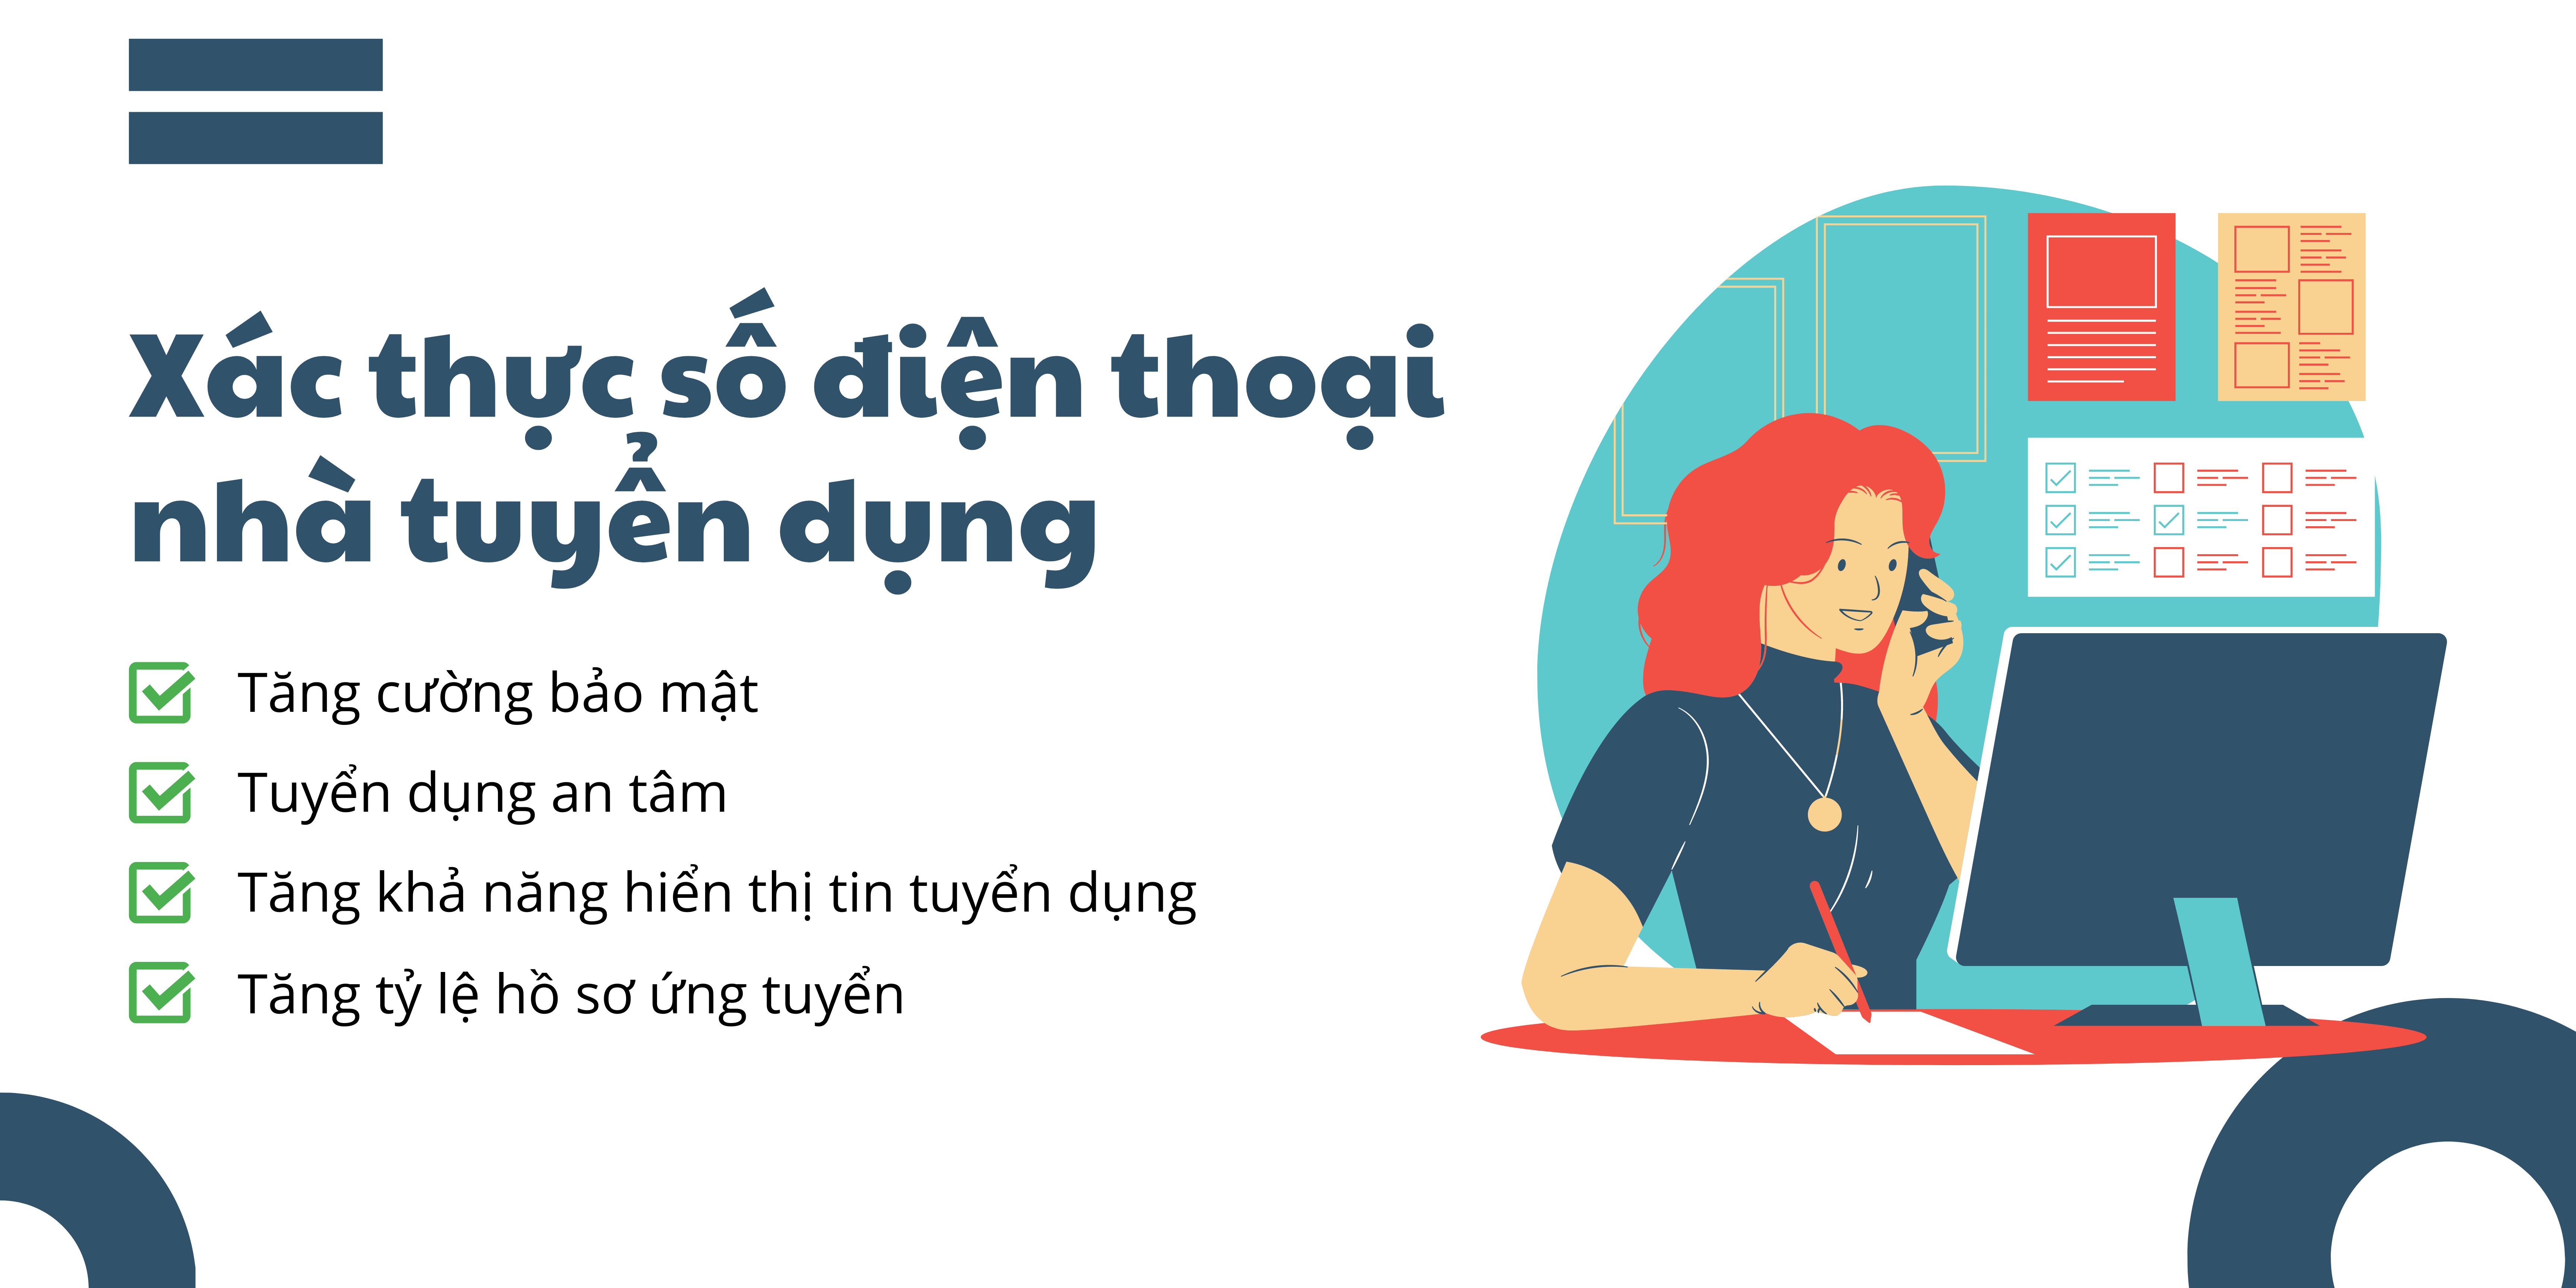 Xác thực số điện thoại
nhà tuyển dụng
Tăng cường bảo mật
Tuyển dụng an tâm
Tăng khả năng hiển thị tin tuyển dụng
Tăng tỷ lệ hồ sơ ứng tuyển